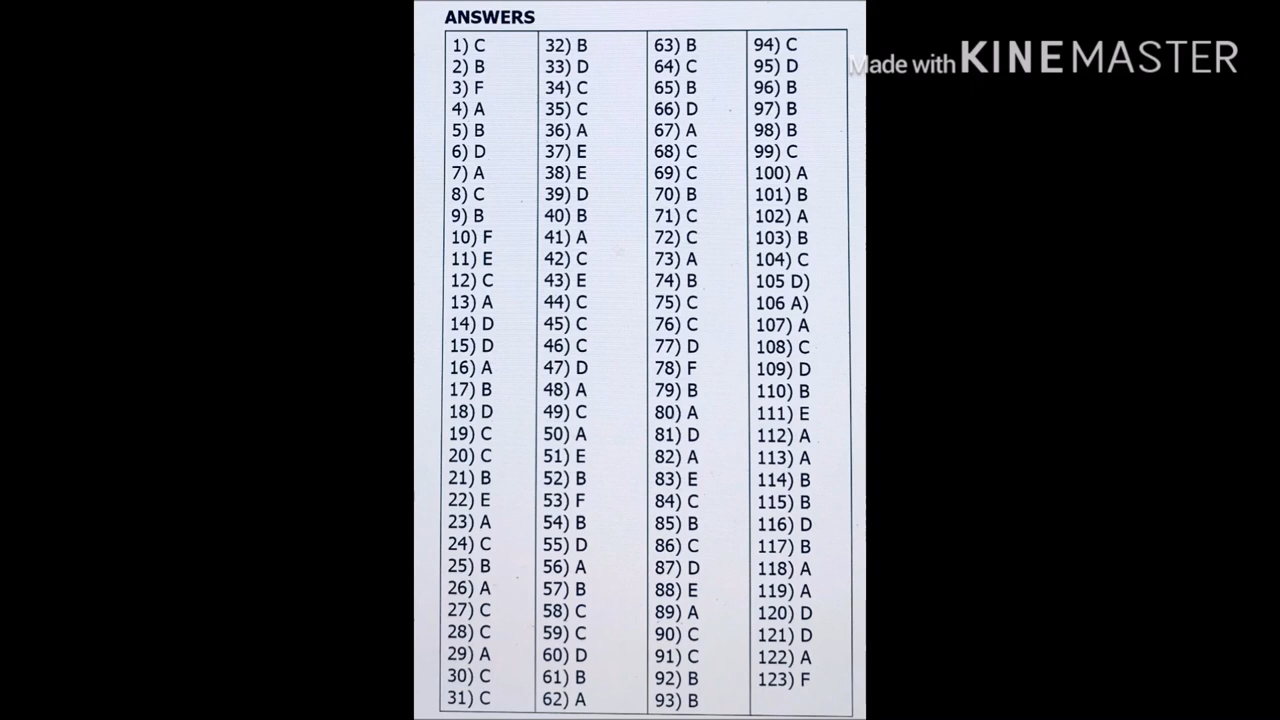 ANSWERS
1) C
2) B
3) F
4) A
5) B
6) D
7) A
8) C
9) B
10) F
11) E
12) C
13) A
14) D
15) D
16) A
17) B
18) D
19) C
20) C
21) B
22) E
23) A
24) C
25) B
26) A
27) C
28) C
29) A
30) C
31) C
32) B
33) D
34) C
35) C
36) A
37) E
38) E
39) D
40) B
41) A
42) C
43) E
44) C
45) C
46) C
47) D
48) A
49) C
50) A
51) E
52) B
53) F
54) B
55) D
56) A
57) B
58) C
59) C
60) D
61) B
62) A
63) B
64) C
65) B
66) D
67) A
68) C
69) C
70) B
71) C
72) C
73) A
74) B
75) C
76) C
77) D
78) F
79) B
80) A
81) D
82) A
83) E
84) C
85) B
86) C
87) D
88) E
89) A
90) C
91) C
92) B
93) B
94) C
95) D
96) B
97) B
98) B
99) C
100) A
101) B
102) A
103) B
104) C
105 D)
106 A)
107) A
108) C
109) D
110) B
111) E
112) A
113) A
114) B
115) B
116) D
117) B
118) A
119) A
120) D
121) D
122) A
123) F
Made with KINEMASTER